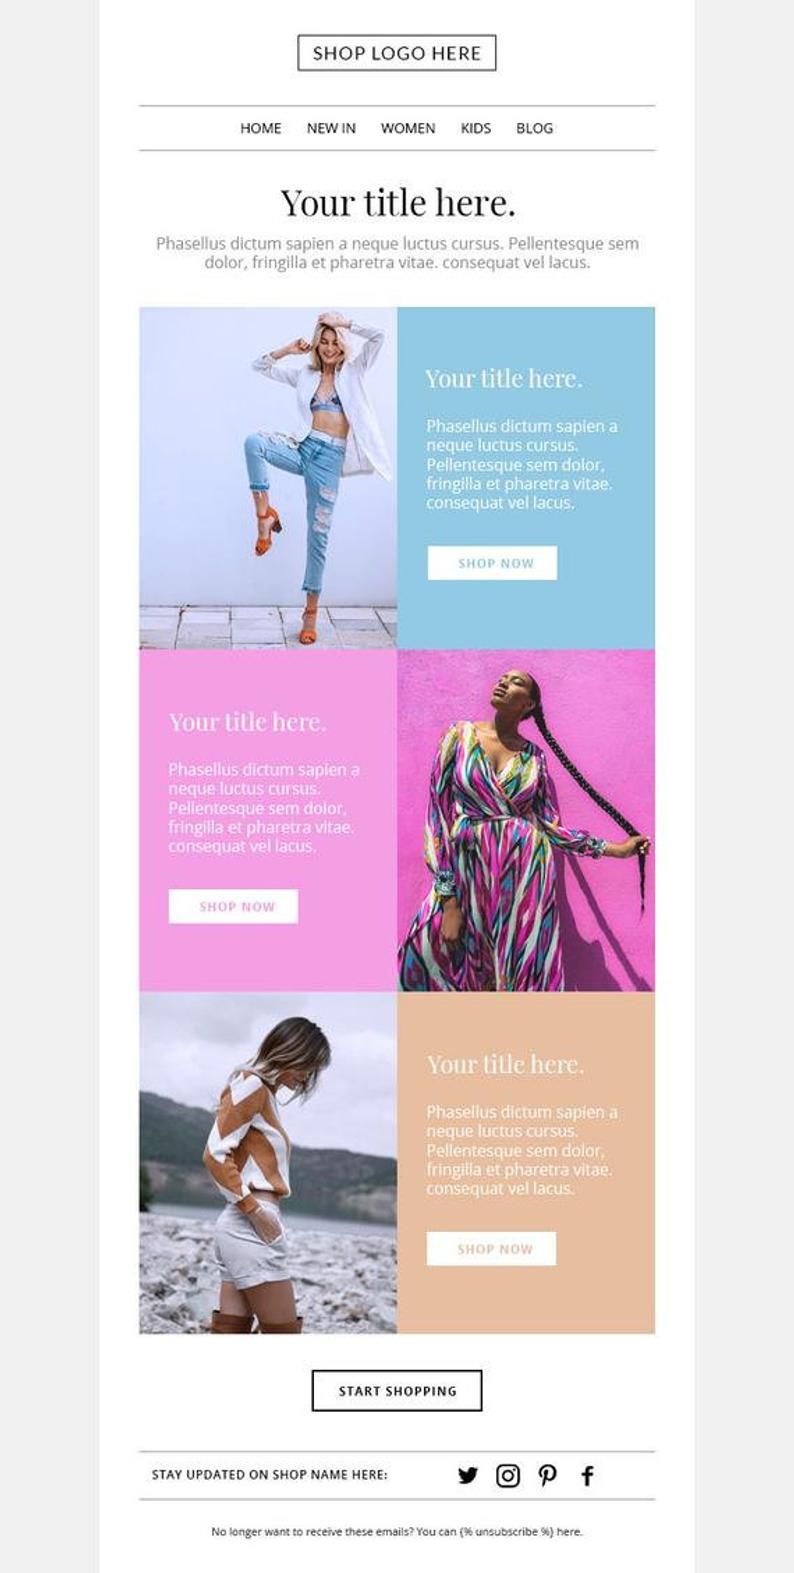 SHOP LOGO HERE
HOME NEW IN WOMEN KIDS BLOG
Your title here.
Phasellus dictum sapien a neque luctus cursus. Pellentesque sem
dolor, fringilla et pharetra vitae. consequat vel lacus.
Your title here.
Phasellus dictum sapien a
neque luctus cursus.
Pellentesque sem dolor,
fringilla et pharetra vitae.
consequat vel lacus.
SHOP NOW
Your title here.
Phasellus dictum sapien a
neque luctus cursus.
Pellentesque sem dolor,
fringilla et pharetra vitae.
consequat vel lacus.
SHOP NOW
Your title here.
Phasellus dictum sapien a
neque luctus cursus.
Pellentesque sem dolor,
fringilla et pharetra vitae.
consequat vel lacus.
SHOP NOW
START SHOPPING
STAY UPDATED ON SHOP NAME HERE:
No longer want to receive these emails? You can {% unsubscribe %} here.